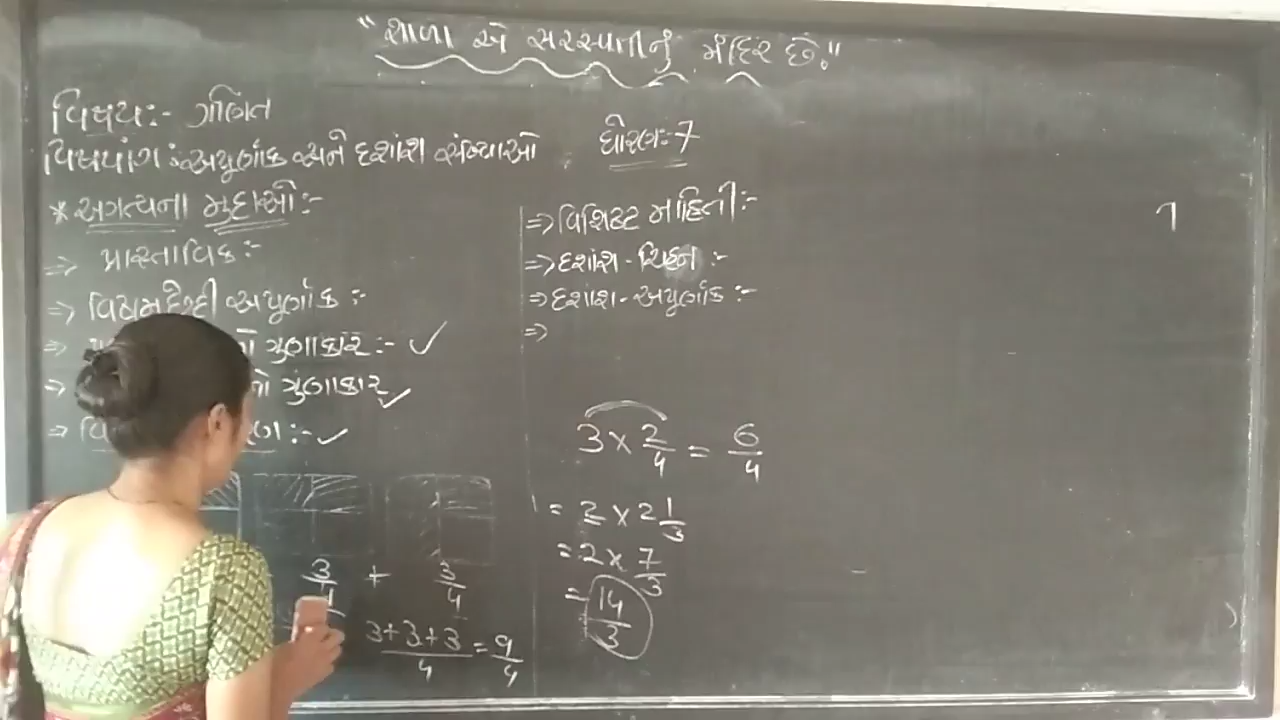 "શાળા એ સરસ્વતીનું મંદિર છે."
વિષય:- ગણિત
વિષયાંગ: અપૂર્ણાંક અને દશાંશ સંખ્યાઓ
ધોરણ:-7
* અગત્યના મુદ્દાઓ:-
⇒ પ્રાસ્તાવિક:-
⇒ વિષમછેદી અપૂર્ણાંક:-
⇒ ગુણાકાર:- ✓
⇒ નો ગુણાકાર ✓
⇒ :- ✓
3/4 + 3/4
3+3+3/4 = 9/4
⇒ વિશિષ્ટ માહિતી:-
⇒ દશાંશ-ચિહ્ન:-
⇒ દશાંશ-અપૂર્ણાંક:-
⇒
3 × 2/4 = 6/4
= 2 × 2 1/3
= 2 × 7/3
= 14/3